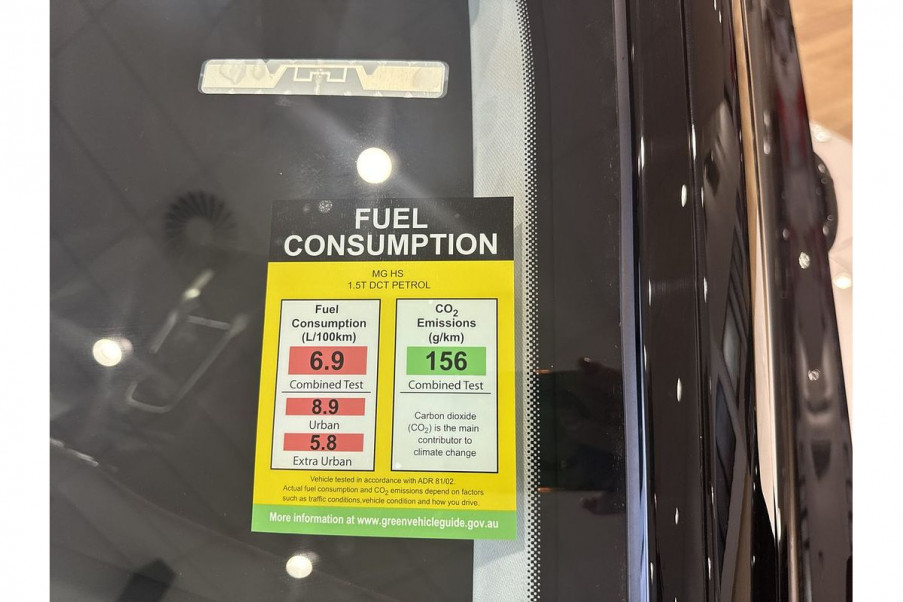 FUEL
CONSUMPTION
MG HS
1.5T DCT PETROL
Fuel
Consumption
(L/100km)
6.9
Combined Test
8.9
Urban
5.8
Extra Urban
CO2
Emissions
(g/km)
156
Combined Test
Carbon dioxide
(CO2) is the main
contributor to
climate change
Vehicle tested in accordance with ADR 81/02.
Actual fuel consumption and CO2 emissions depend on factors
such as traffic conditions,vehicle condition and how you drive.
More information at www.greenvehicleguide.gov.au